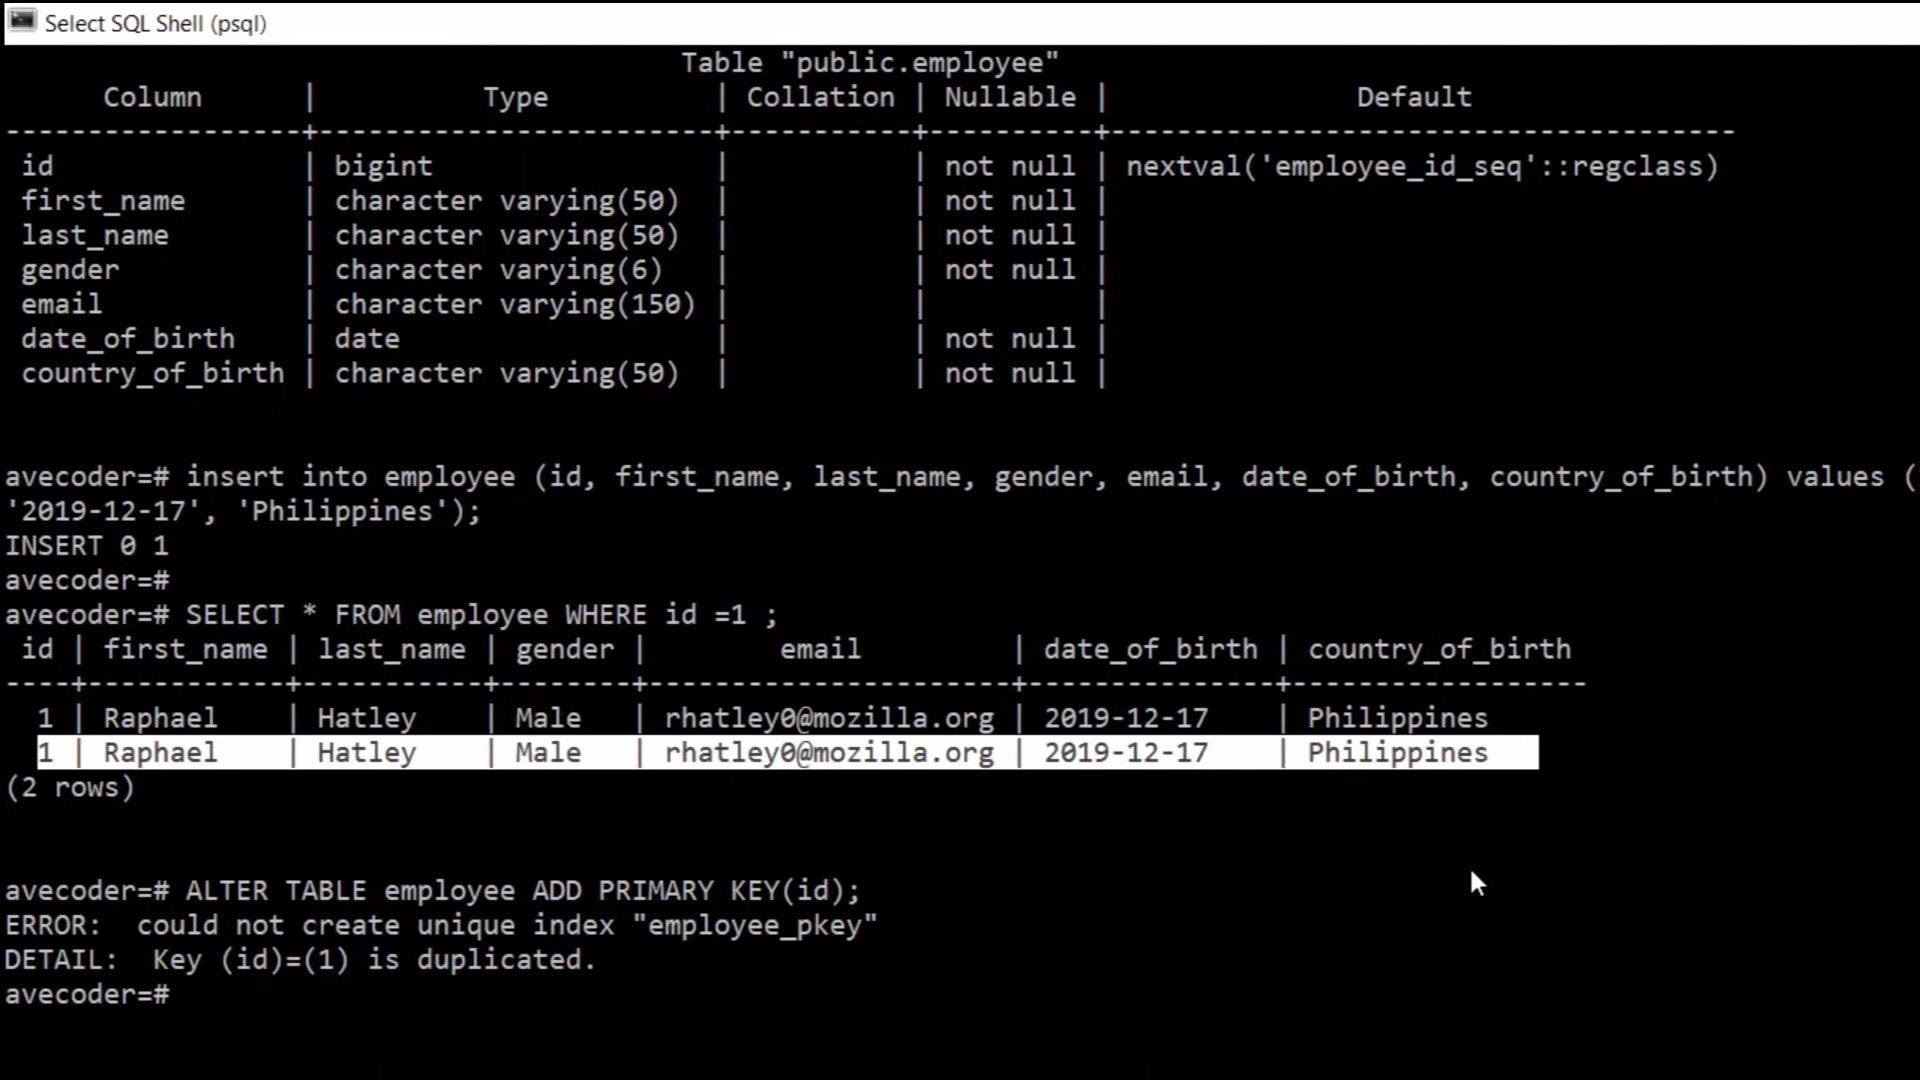 Select SQL Shell (psql)
Table "public.employee"
Column | Type | Collation | Nullable | Default
------------------+------------------------+-----------+----------+--------------------------------------
id | bigint | | not null | nextval('employee_id_seq'::regclass)
first_name | character varying(50) | | not null |
last_name | character varying(50) | | not null |
gender | character varying(6) | | not null |
email | character varying(150) | | |
date_of_birth | date | | not null |
country_of_birth | character varying(50) | | not null |
avecoder=# insert into employee (id, first_name, last_name, gender, email, date_of_birth, country_of_birth) values (
'2019-12-17', 'Philippines');
INSERT 0 1
avecoder=#
avecoder=# SELECT * FROM employee WHERE id =1 ;
id | first_name | last_name | gender | email | date_of_birth | country_of_birth
----+------------+-----------+--------+----------------------+---------------+------------------
1 | Raphael | Hatley | Male | rhatley0@mozilla.org | 2019-12-17 | Philippines
1 | Raphael | Hatley | Male | rhatley0@mozilla.org | 2019-12-17 | Philippines
(2 rows)
avecoder=# ALTER TABLE employee ADD PRIMARY KEY(id);
ERROR:  could not create unique index "employee_pkey"
DETAIL:  Key (id)=(1) is duplicated.
avecoder=#